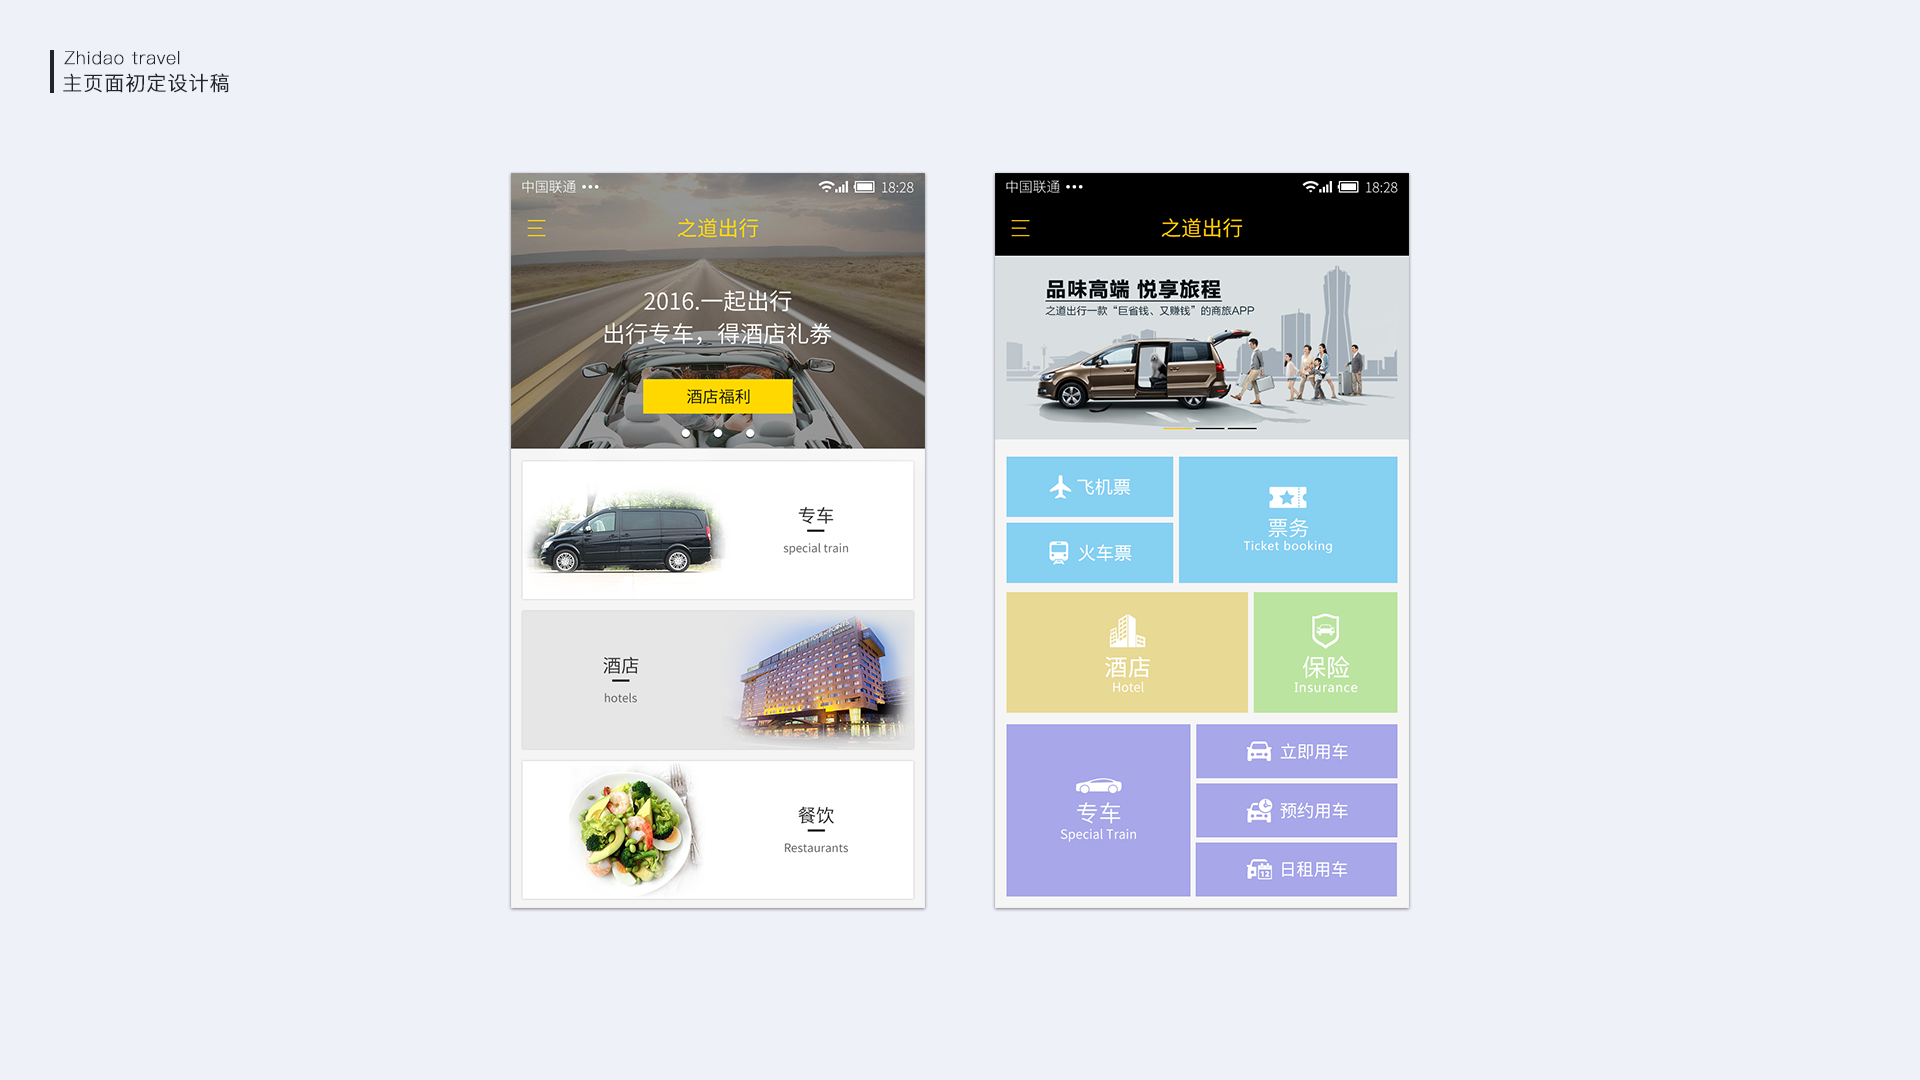 Zhidao travel
主页面初定设计稿
中国联通 •••
18:28
之道出行
2016.一起出行
出行专车，得酒店礼券
酒店福利
专车
special train
酒店
hotels
餐饮
Restaurants
中国联通 •••
18:28
之道出行
品味高端 悦享旅程
之道出行一款“巨省钱、又赚钱”的商旅APP
飞机票
火车票
票务
Ticket booking
酒店
Hotel
保险
Insurance
专车
Special Train
立即用车
预约用车
12
日租用车